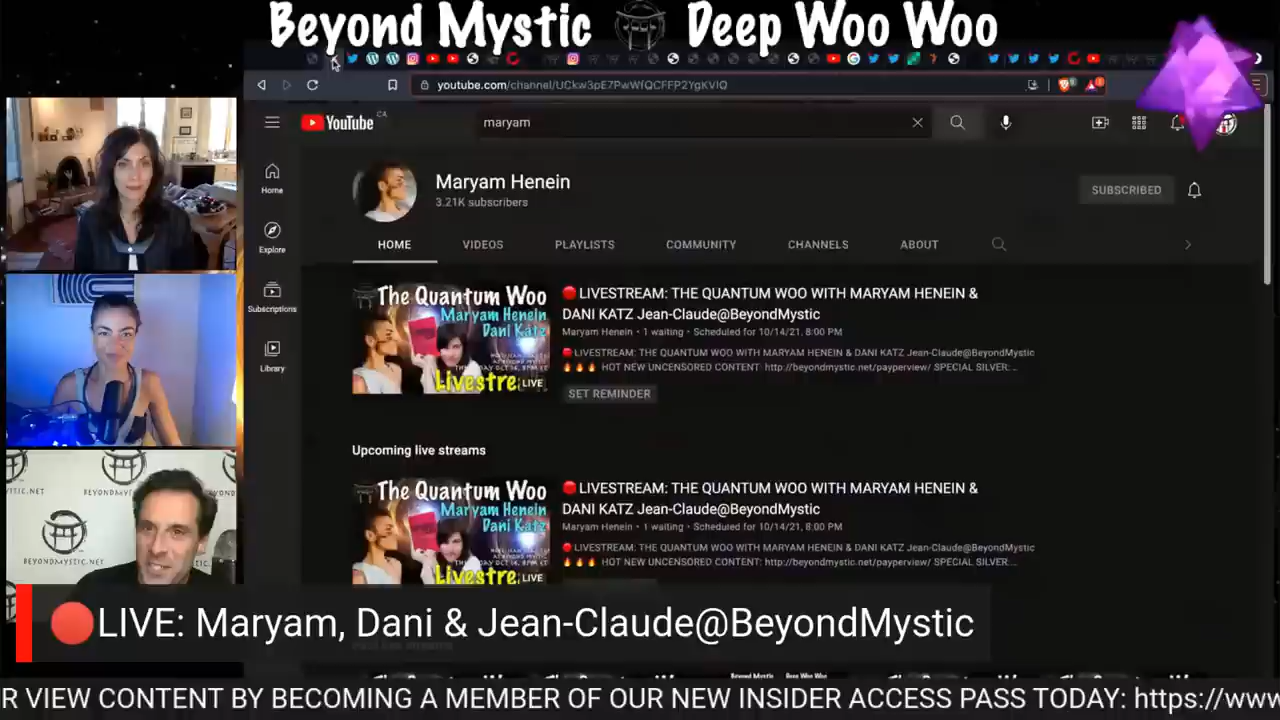 Beyond Mystic Deep Woo Woo
youtube.com/channel/UCkw3pE7PwWfQCFFP2YgKVIQ
YouTube CA
maryam
Home
Explore
Subscriptions
Library
Maryam Henein
3.21K subscribers
SUBSCRIBED
HOME VIDEOS PLAYLISTS COMMUNITY CHANNELS ABOUT
The Quantum Woo
Maryam Henein
Dani Katz
Livestre
LIVE
🔴LIVESTREAM: THE QUANTUM WOO WITH MARYAM HENEIN &
DANI KATZ Jean-Claude@BeyondMystic
Maryam Henein • 1 waiting • Scheduled for 10/14/21, 8:00 PM
🔴LIVESTREAM: THE QUANTUM WOO WITH MARYAM HENEIN & DANI KATZ Jean-Claude@BeyondMystic
🔥🔥🔥 HOT NEW UNCENSORED CONTENT: http://beyondmystic.net/payperview/ SPECIAL SILVER: ...
SET REMINDER
Upcoming live streams
The Quantum Woo
Maryam Henein
Dani Katz
Livestre
LIVE
🔴LIVESTREAM: THE QUANTUM WOO WITH MARYAM HENEIN &
DANI KATZ Jean-Claude@BeyondMystic
Maryam Henein • 1 waiting • Scheduled for 10/14/21, 8:00 PM
🔴LIVESTREAM: THE QUANTUM WOO WITH MARYAM HENEIN & DANI KATZ Jean-Claude@BeyondMystic
🔥🔥🔥 HOT NEW UNCENSORED CONTENT: http://beyondmystic.net/payperview/ SPECIAL SILVER: ...
BEYONDMYSTIC.NET
🔴LIVE: Maryam, Dani & Jean-Claude@BeyondMystic
R VIEW CONTENT BY BECOMING A MEMBER OF OUR NEW INSIDER ACCESS PASS TODAY: https://www